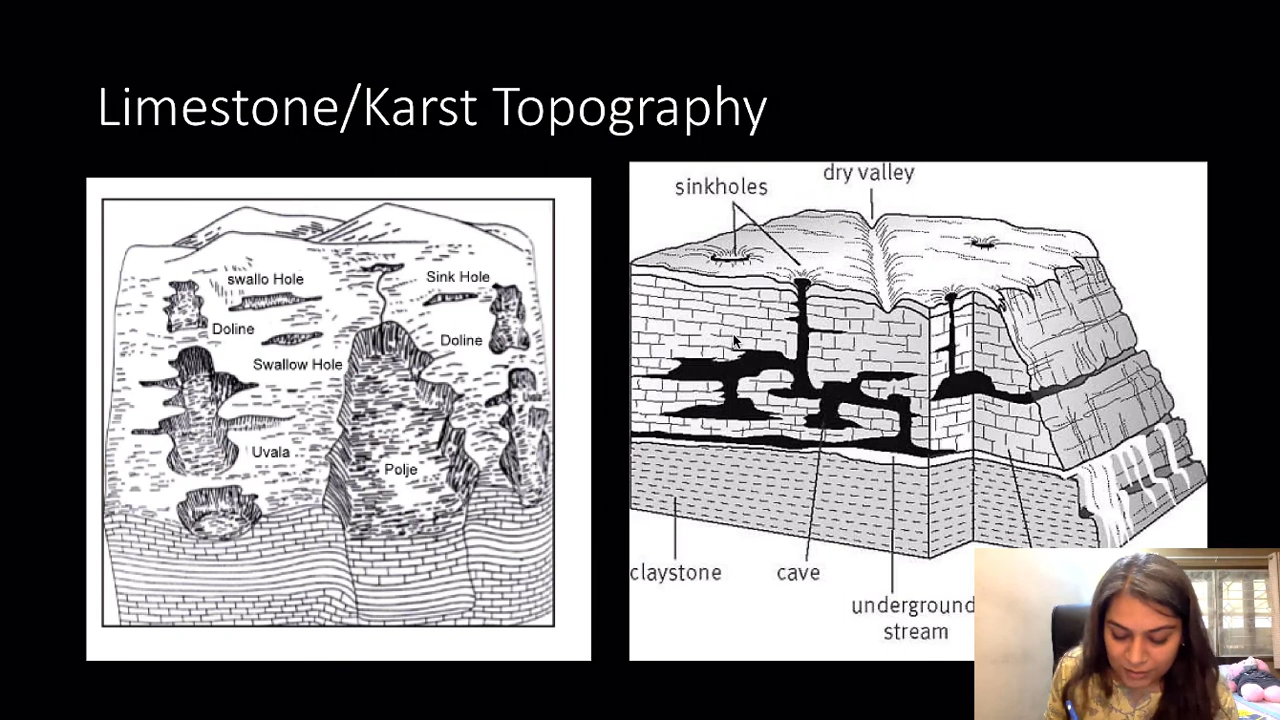 Limestone/Karst Topography
swallo Hole
Sink Hole
Doline
Doline
Swallow Hole
Uvala
Polje
sinkholes
dry valley
claystone
cave
underground
stream